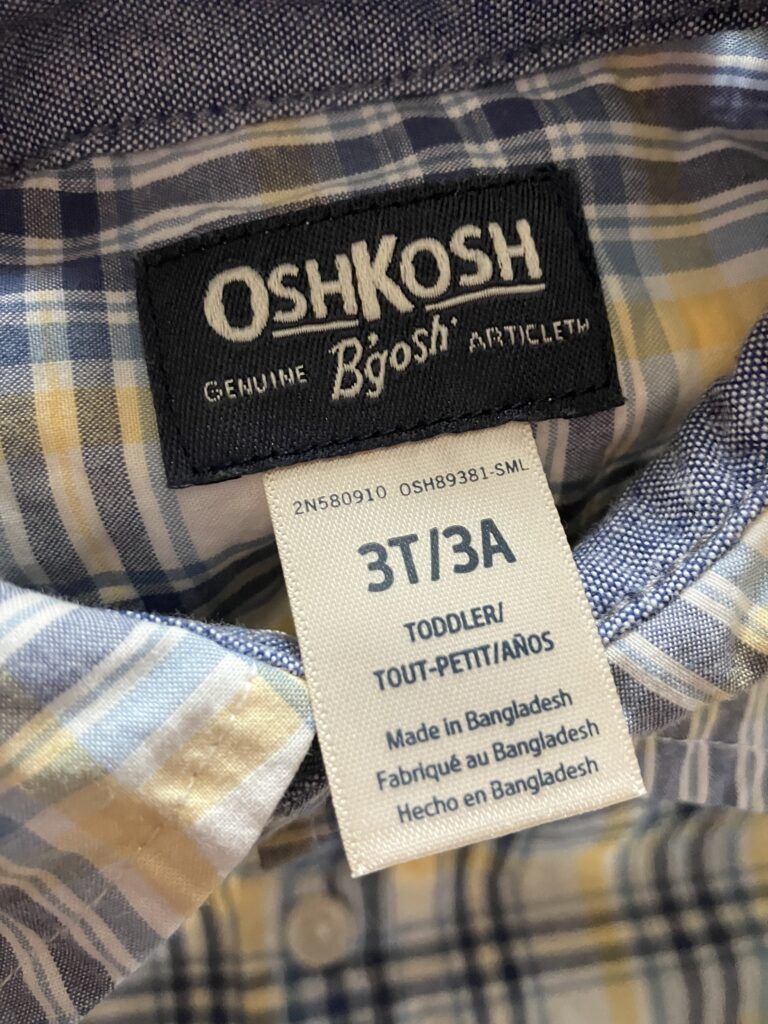 OSHKOSH
GENUINE B'gosh ARTICLETM
2N580910 OSH89381-SML
3T/3A
TODDLER/
TOUT-PETIT/AÑOS
Made in Bangladesh
Fabriqué au Bangladesh
Hecho en Bangladesh